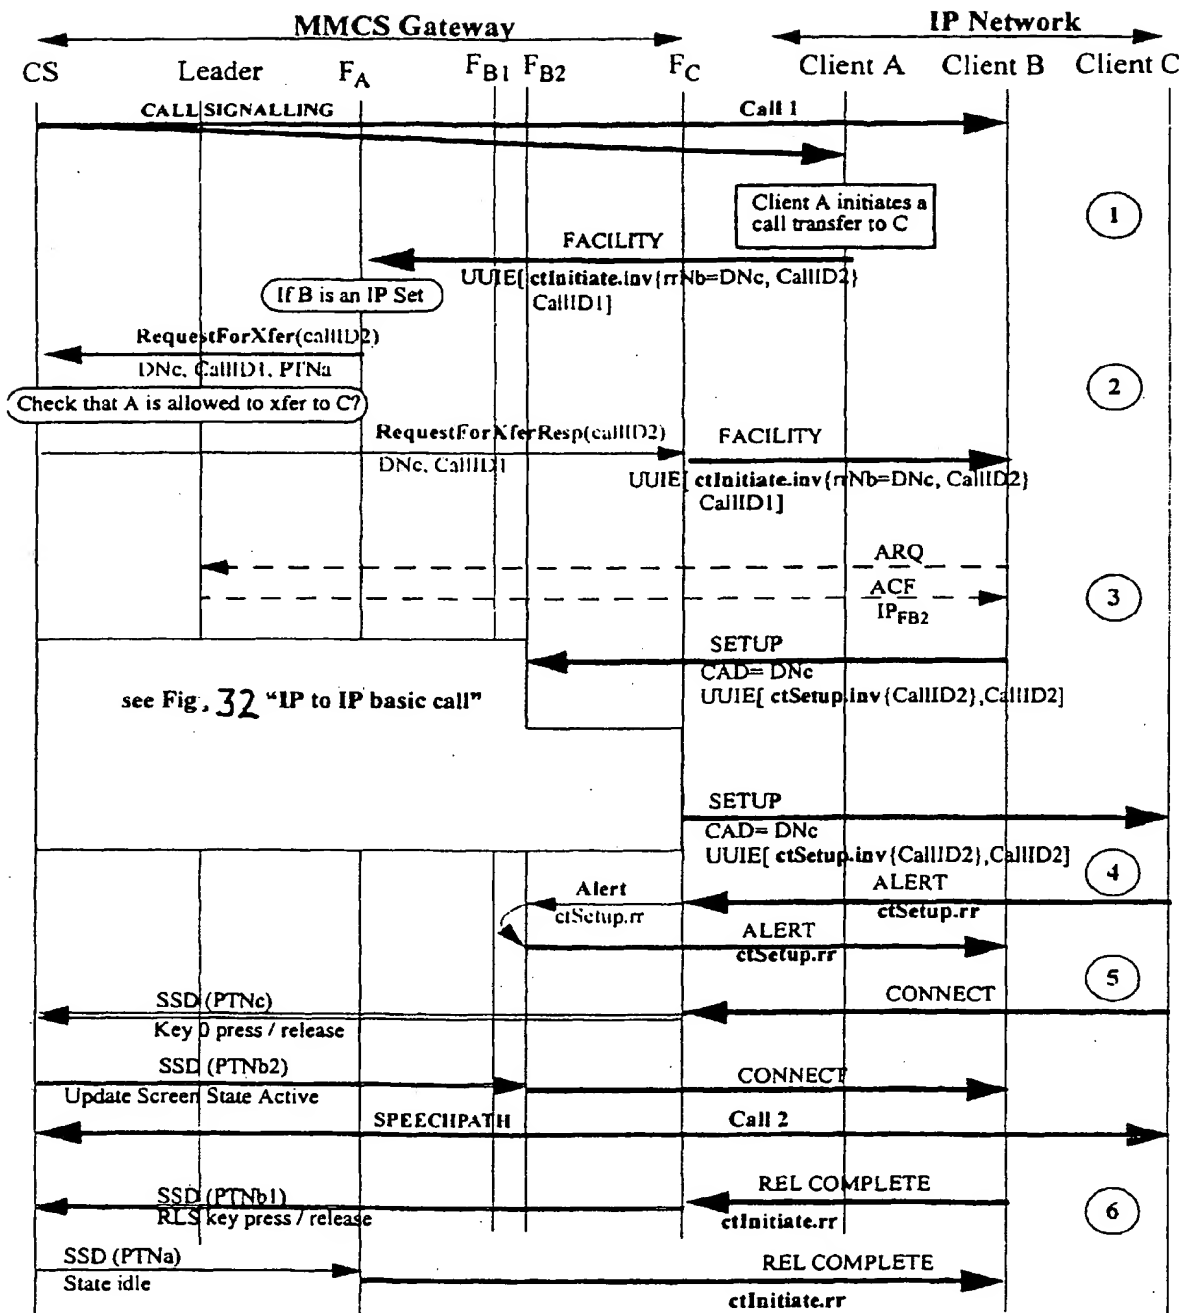 MMCS Gateway
IP Network
CS Leader FA FB1 FB2 FC Client A Client B Client C
CALL SIGNALLING
Call 1
Client A initiates a
call transfer to C
1
FACILITY
UUIE[ ctInitiate.inv{rrNb=DNc, CallID2}
CallID1]
If B is an IP Set
RequestForXfer(callID2)
DNc, CallID1, PTNa
2
Check that A is allowed to xfer to C?
RequestForXferResp(callID2)
DNc, CallID1
FACILITY
UUIE[ ctInitiate.inv{rrNb=DNc, CallID2}
CallID1]
ARQ
ACF
IPFB2
3
SETUP
CAD= DNc
UUIE[ ctSetup.inv{CallID2},CallID2]
see Fig. 32 "IP to IP basic call"
SETUP
CAD= DNc
UUIE[ ctSetup.inv{CallID2},CallID2]
4
Alert
ctSetup.rr
ALERT
ctSetup.rr
ALERT
ctSetup.rr
5
SSD (PTNc)
Key 0 press / release
CONNECT
SSD (PTNb2)
Update Screen State Active
CONNECT
SPEECHPATH
Call 2
SSD (PTNb1)
RLS key press / release
REL COMPLETE
ctInitiate.rr
6
SSD (PTNa)
State idle
REL COMPLETE
ctInitiate.rr